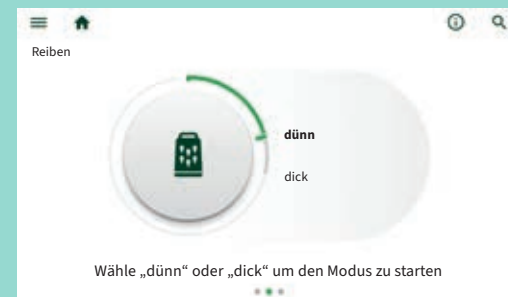 Reiben
dünn
dick
Wähle „dünn“ oder „dick“ um den Modus zu starten